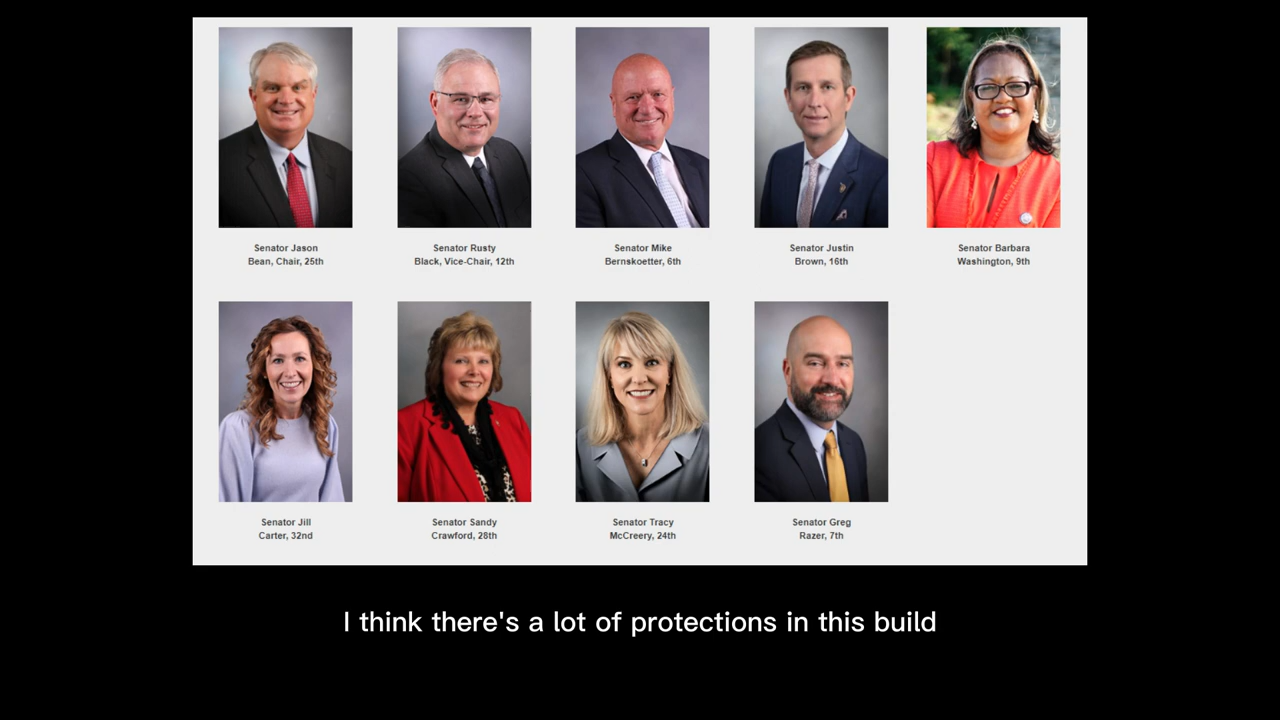 Senator Jason
Bean, Chair, 25th
Senator Rusty
Black, Vice-Chair, 12th
Senator Mike
Bernskoetter, 6th
Senator Justin
Brown, 16th
Senator Barbara
Washington, 9th
Senator Jill
Carter, 32nd
Senator Sandy
Crawford, 28th
Senator Tracy
McCreery, 24th
Senator Greg
Razer, 7th
I think there's a lot of protections in this build